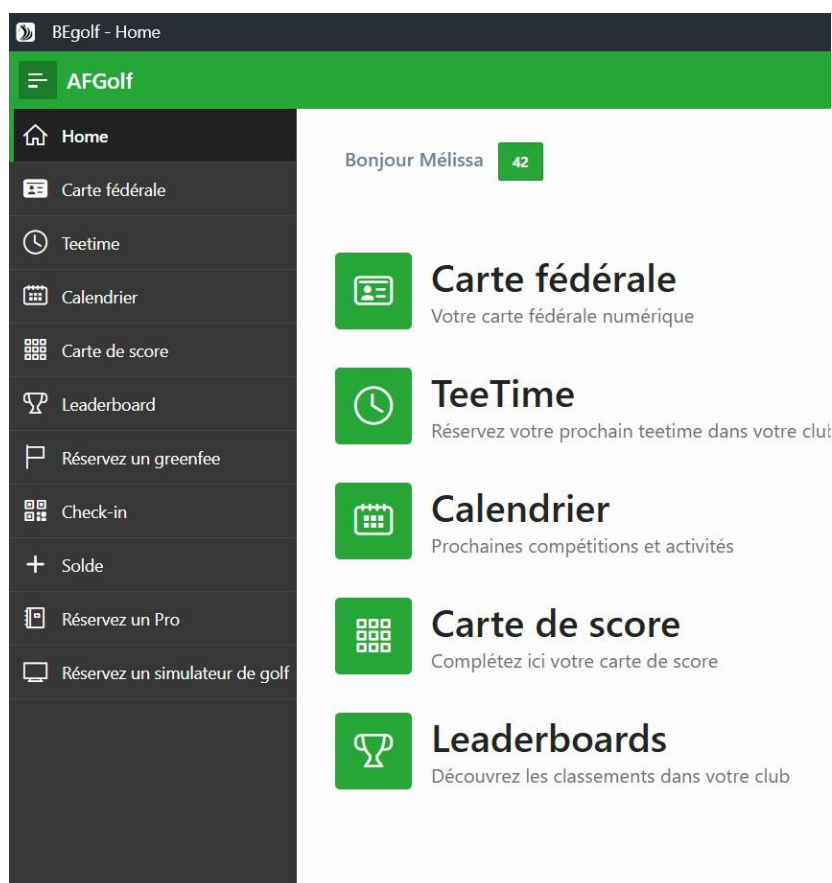 BEgolf - Home
AFGolf
Home
Carte fédérale
Teetime
Calendrier
Carte de score
Leaderboard
Réservez un greenfee
Check-in
Solde
Réservez un Pro
Réservez un simulateur de golf
Bonjour Mélissa 42
Carte fédérale
Votre carte fédérale numérique
TeeTime
Réservez votre prochain teetime dans votre club
Calendrier
Prochaines compétitions et activités
Carte de score
Complétez ici votre carte de score
Leaderboards
Découvrez les classements dans votre club